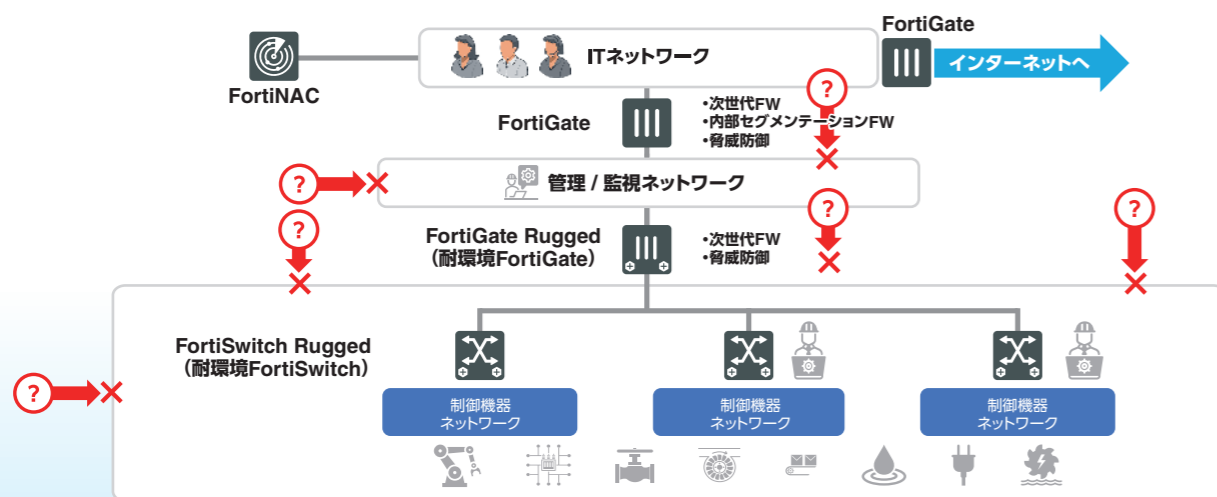 FortiGate
ITネットワーク
インターネットへ
FortiNAC
?
FortiGate
・次世代FW
・内部セグメンテーションFW
・脅威防御
?
管理 / 監視ネットワーク
?
?
?
FortiGate Rugged
（耐環境FortiGate）
・次世代FW
・脅威防御
FortiSwitch Rugged
（耐環境FortiSwitch）
?
制御機器
ネットワーク
制御機器
ネットワーク
制御機器
ネットワーク